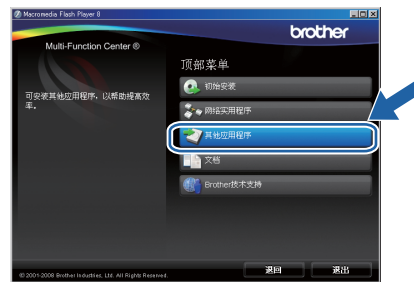 Macromedia Flash Player 8
brother
Multi-Function Center ®
顶部菜单
可安装其他应用程序，以帮助提高效
率。
初始安装
网络实用程序
其他应用程序
文档
Brother技术支持
© 2001-2008 Brother Industries, Ltd. All Rights Reserved.
退回
退出